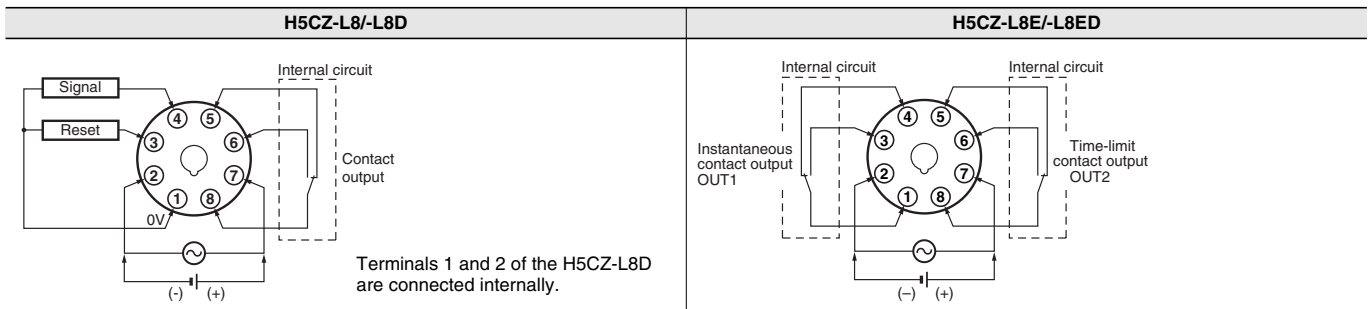 H5CZ-L8/-L8D
H5CZ-L8E/-L8ED
Internal circuit
Signal
Reset
4 5
3 6
2 7
1 8
0V
Contact
output
(-) (+)
Terminals 1 and 2 of the H5CZ-L8D
are connected internally.
Internal circuit
Internal circuit
4 5
3 6
2 7
1 8
Instantaneous
contact output
OUT1
Time-limit
contact output
OUT2
(–) (+)